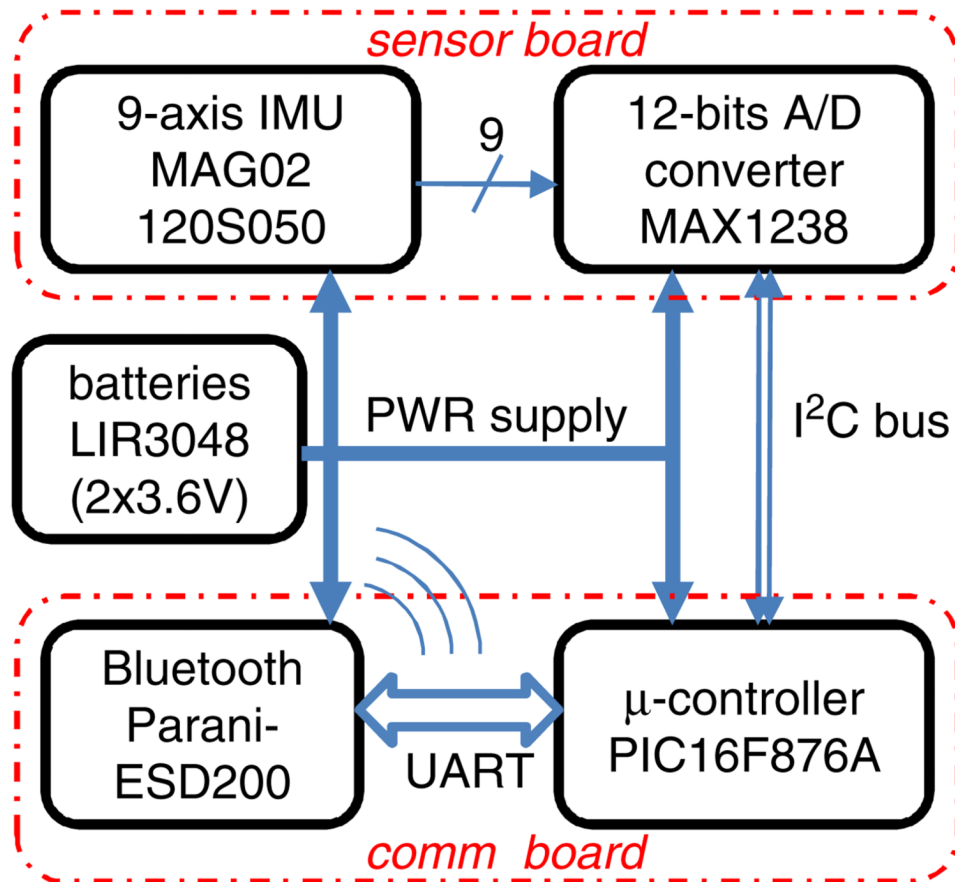 sensor board
9-axis IMU
MAG02
120S050
9
12-bits A/D
converter
MAX1238
batteries
LIR3048
(2x3.6V)
PWR supply
I²C bus
Bluetooth
Parani-
ESD200
UART
μ-controller
PIC16F876A
comm board